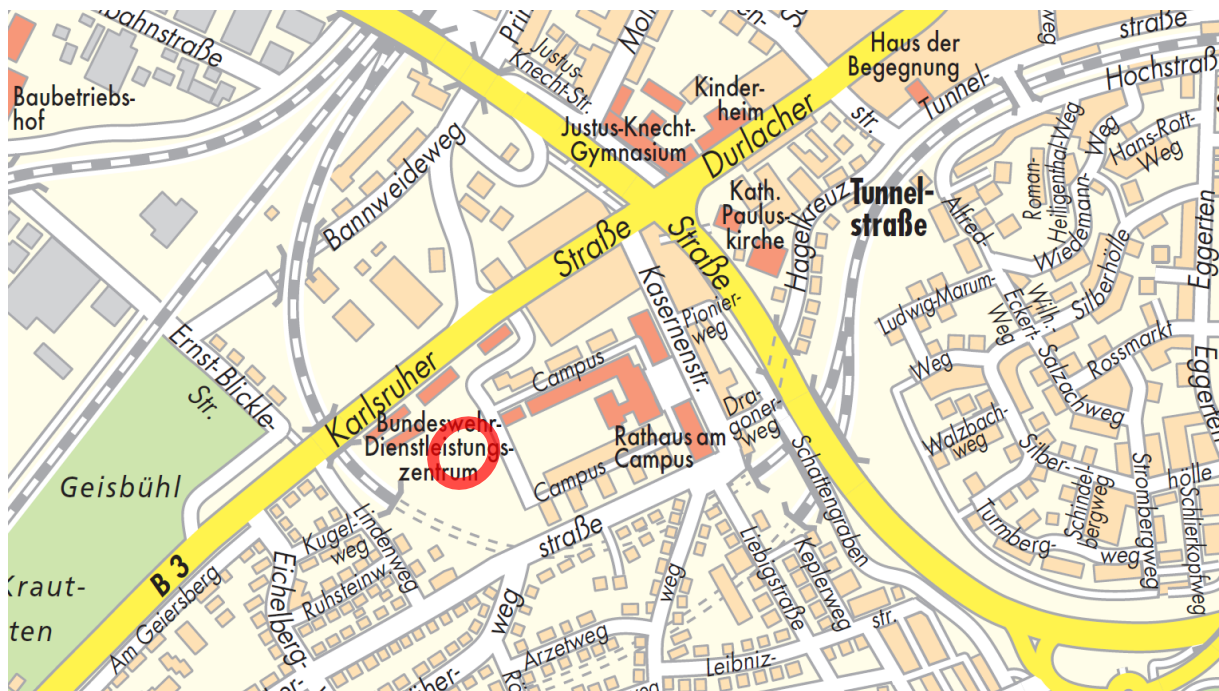 bahnstraße
Baubetriebs-
hof
Justus-
Knecht-Str.
Kinder-
heim
Justus-Knecht-
Gymnasium
Haus der
Begegnung
str.
Tunnel-
straße
Hochstraß
Durlacher
Straße
Karlsruher
B 3
Straße
Bannweideweg
Kath.
Paulus-
kirche
Hagelkreuz
Tunnel-
straße
Roman-
Heiligenthal-Weg
Wiedemann-
Weg
Hans-Rott-
Weg
Alfred-
Ludwig-Marum-
Weg
Wilh.-
Eckert-
Weg
Silberhölle
Eggerten
Eggerten
Rossmarkt
Salzachweg
Walzbach-
weg
Silber-
hölle
Schindel-
bergweg
Strombergweg
Schlierkopfweg
Turmberg-
weg
Ernst-Blickle-
Str.
Geisbühl
Kraut-
ten
Bundeswehr-
Dienstleistungs-
zentrum
Campus
Campus
Rathaus am
Campus
Kasernenstr.
Pionier-
weg
Dra-
goner-
weg
Schattengraben
Kugel-
weg
Lindenweg
Ruhsteinw.
Eichelberg-
Am Geiersberg
straße
weg
weg
Arzetweg
Liebigstraße
Keplerweg
Leibniz-
str.